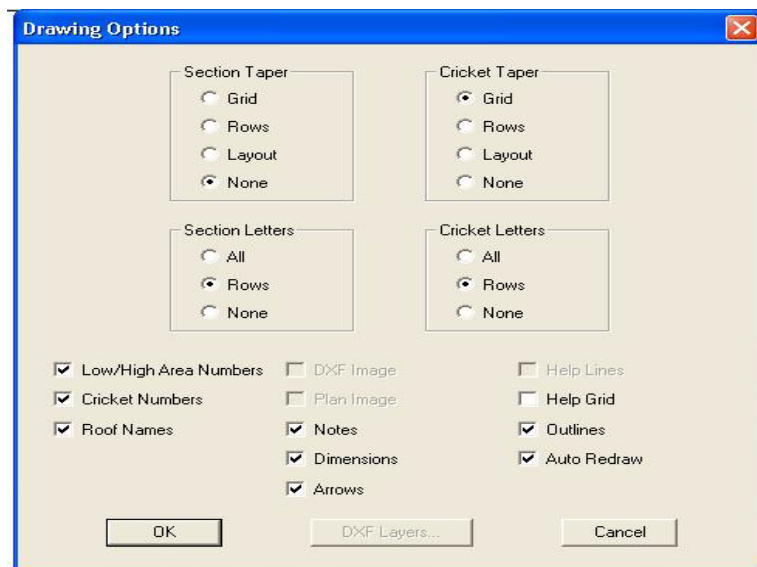 Drawing Options
Section Taper
Grid
Rows
Layout
None
Cricket Taper
Grid
Rows
Layout
None
Section Letters
All
Rows
None
Cricket Letters
All
Rows
None
Low/High Area Numbers
Cricket Numbers
Roof Names
DXF Image
Plan Image
Notes
Dimensions
Arrows
Help Lines
Help Grid
Outlines
Auto Redraw
OK
DXF Layers...
Cancel